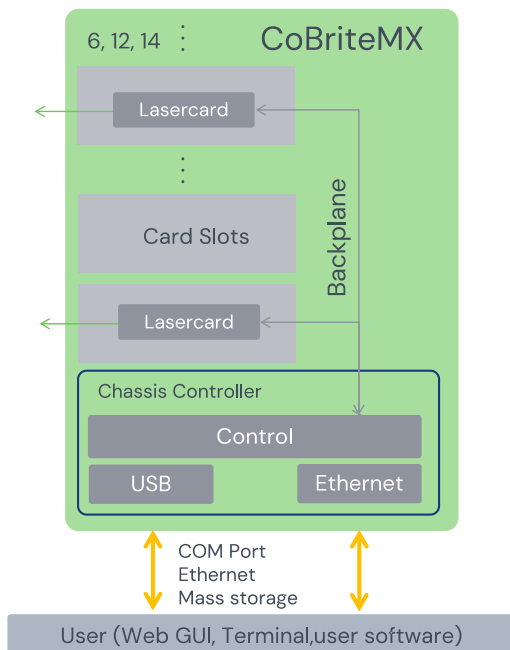 6, 12, 14
CoBriteMX
Lasercard
Backplane
Card Slots
Lasercard
Chassis Controller
Control
USB
Ethernet
COM Port
Ethernet
Mass storage
User (Web GUI, Terminal,user software)